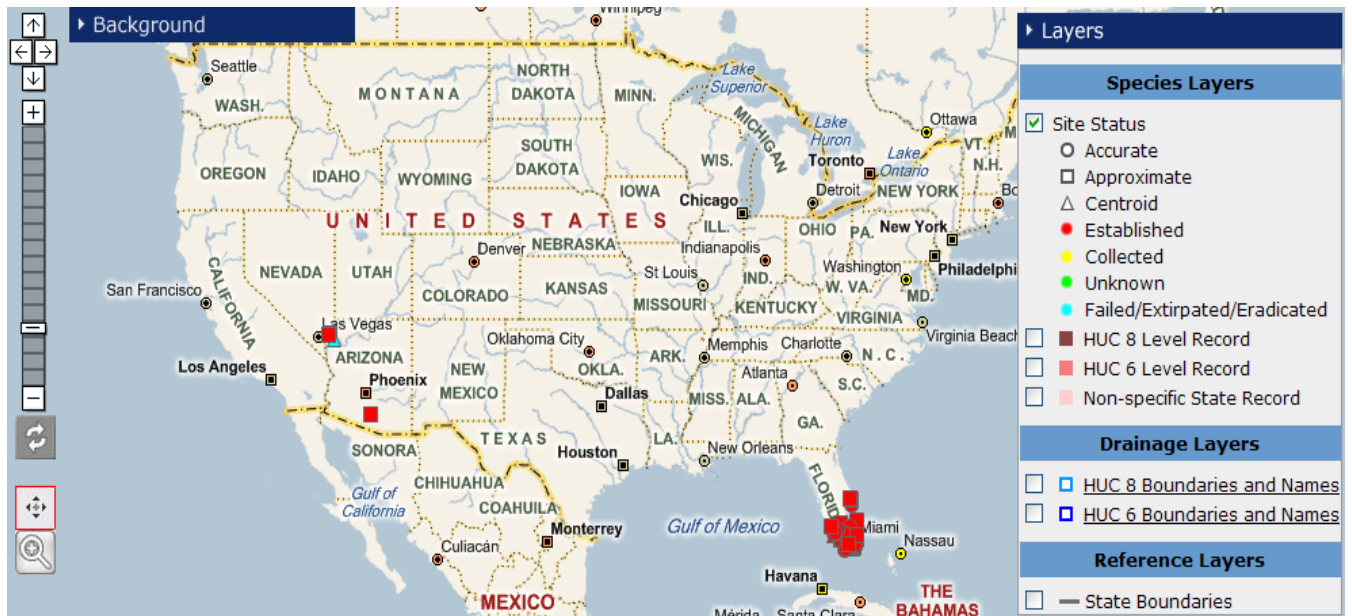 Background
Winnipeg
Layers
Seattle
WASH.
MONTANA
NORTH
DAKOTA
MINN.
Lake
Superior
Species Layers
Site Status
Accurate
Approximate
Centroid
Established
Collected
Unknown
Failed/Extirpated/Eradicated
HUC 8 Level Record
HUC 6 Level Record
Non-specific State Record
Drainage Layers
HUC 8 Boundaries and Names
HUC 6 Boundaries and Names
Reference Layers
State Boundaries
OREGON
IDAHO
WYOMING
SOUTH
DAKOTA
WIS.
MICHIGAN
Lake
Huron
Ottawa
Toronto
Lake
Ontario
VT.
N.H.
M
IOWA
Chicago
Detroit
NEW YORK
Bo
UNITED STATES
NEVADA
UTAH
Denver
NEBRASKA
ILL.
Indianapolis
OHIO
PA.
New York
San Francisco
CALIFORNIA
COLORADO
KANSAS
St Louis
MISSOURI
IND.
Washington
W. VA.
MD.
Philadelphi
KENTUCKY
VIRGINIA
Virginia Beach
Las Vegas
Los Angeles
ARIZONA
Phoenix
NEW
MEXICO
Oklahoma City
OKLA.
ARK.
Memphis
Charlotte
N. C.
Atlanta
S.C.
Dallas
MISS.
ALA.
GA.
TEXAS
LA.
New Orleans
Houston
FLORID
SONORA
CHIHUAHUA
COAHUILA
Gulf of
California
Culiacán
Monterrey
Gulf of Mexico
Miami
Nassau
Havana
MEXICO
Mérida
Santa Clara
THE
BAHAMAS